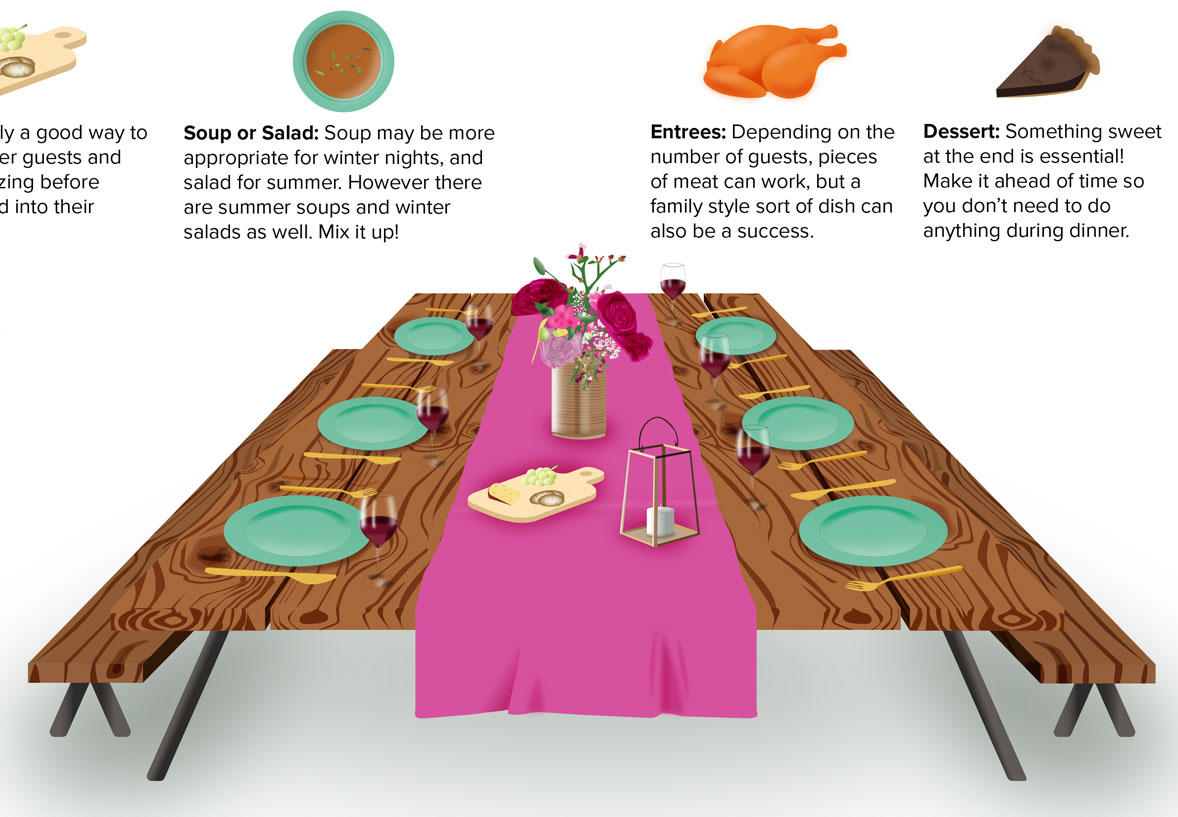 ly a good way to
er guests and
zing before
d into their
Soup or Salad: Soup may be more
appropriate for winter nights, and
salad for summer. However there
are summer soups and winter
salads as well. Mix it up!
Entrees: Depending on the
number of guests, pieces
of meat can work, but a
family style sort of dish can
also be a success.
Dessert: Something sweet
at the end is essential!
Make it ahead of time so
you don’t need to do
anything during dinner.